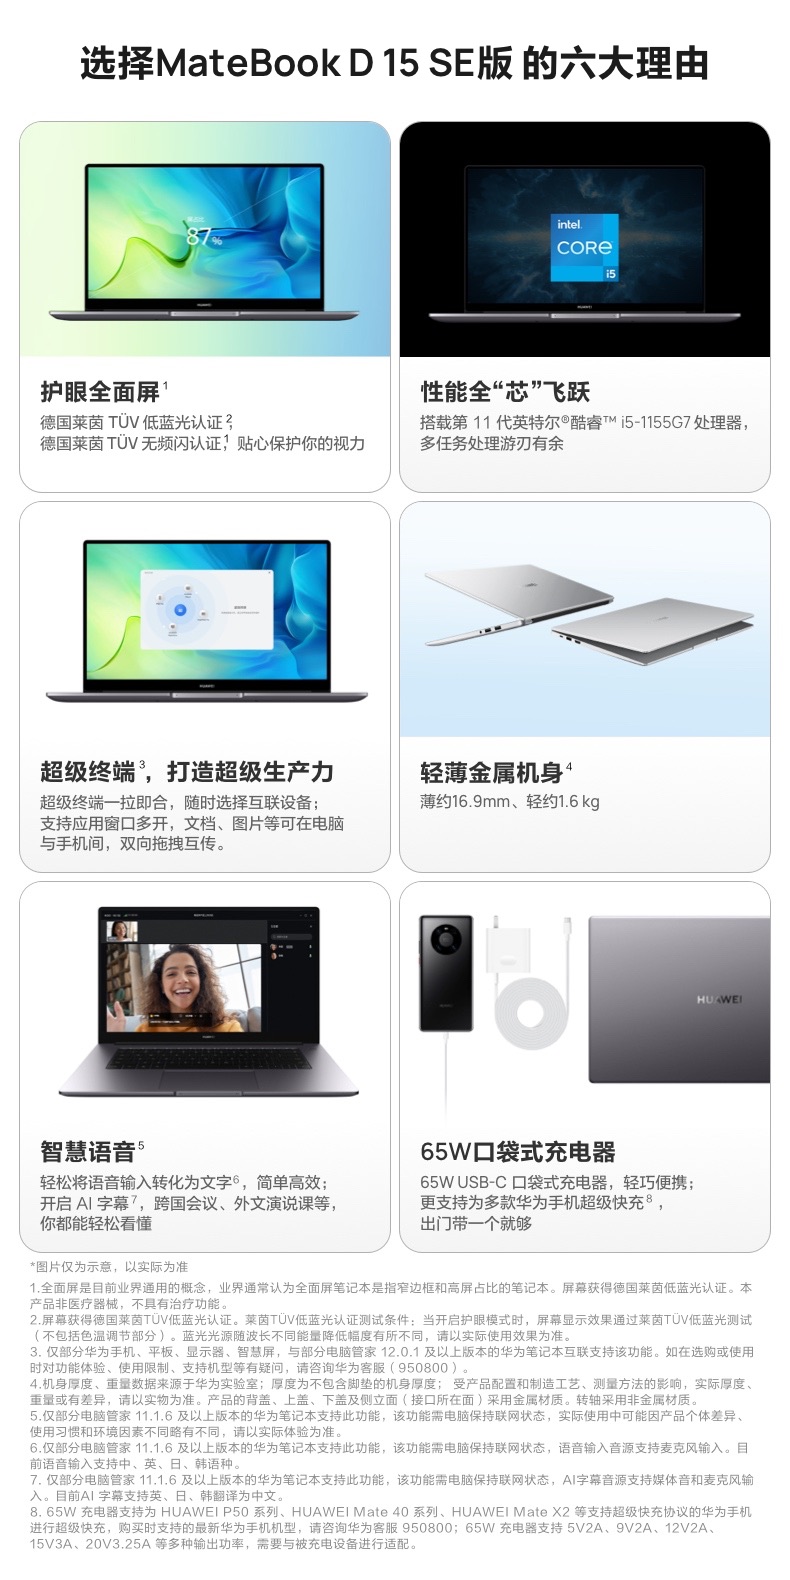 选择MateBook D 15 SE版 的六大理由
屏占比
87%
HUAWEI
intel.
CORE
i5
HUAWEI
护眼全面屏1
德国莱茵 TÜV 低蓝光认证2,
德国莱茵 TÜV 无频闪认证1, 贴心保护你的视力
性能全“芯”飞跃
搭载第 11 代英特尔®酷睿™ i5-1155G7 处理器，
多任务处理游刃有余
HUAWEI
超级终端3，打造超级生产力
超级终端一拉即合，随时选择互联设备；
支持应用窗口多开，文档、图片等可在电脑
与手机间，双向拖拽互传。
轻薄金属机身4
薄约16.9mm、轻约1.6 kg
HUAWEI
HUAWEI
智慧语音5
轻松将语音输入转化为文字6，简单高效；
开启 AI 字幕7，跨国会议、外文演说课等，
你都能轻松看懂
65W口袋式充电器
65W USB-C 口袋式充电器，轻巧便携；
更支持为多款华为手机超级快充8，
出门带一个就够
*图片仅为示意，以实际为准
1.全面屏是目前业界通用的概念，业界通常认为全面屏笔记本是指窄边框和高屏占比的笔记本。屏幕获得德国莱茵低蓝光认证。本
产品非医疗器械，不具有治疗功能。
2.屏幕获得德国莱茵TÜV低蓝光认证。莱茵TÜV低蓝光认证测试条件：当开启护眼模式时，屏幕显示效果通过莱茵TÜV低蓝光测试
（不包括色温调节部分）。蓝光光源随波长不同能量降低幅度有所不同，请以实际使用效果为准。
3. 仅部分华为手机、平板、显示器、智慧屏，与部分电脑管家 12.0.1 及以上版本的华为笔记本互联支持该功能。如在选购或使用
时对功能体验、使用限制、支持机型等有疑问，请咨询华为客服（950800）。
4.机身厚度、重量数据来源于华为实验室；厚度为不包含脚垫的机身厚度； 受产品配置和制造工艺、测量方法的影响，实际厚度、
重量或有差异，请以实物为准。产品的背盖、上盖、下盖及侧立面（接口所在面）采用金属材质。转轴采用非金属材质。
5.仅部分电脑管家 11.1.6 及以上版本的华为笔记本支持此功能，该功能需电脑保持联网状态，实际使用中可能因产品个体差异、
使用习惯和环境因素不同略有不同，请以实际体验为准。
6.仅部分电脑管家 11.1.6 及以上版本的华为笔记本支持此功能，该功能需电脑保持联网状态，语音输入音源支持麦克风输入。目
前语音输入支持中、英、日、韩语种。
7. 仅部分电脑管家 11.1.6 及以上版本的华为笔记本支持此功能，该功能需电脑保持联网状态，AI字幕音源支持媒体音和麦克风输
入。目前AI 字幕支持英、日、韩翻译为中文。
8. 65W 充电器支持为 HUAWEI P50 系列、HUAWEI Mate 40 系列、HUAWEI Mate X2 等支持超级快充协议的华为手机
进行超级快充，购买时支持的最新华为手机机型，请咨询华为客服 950800；65W 充电器支持 5V2A、9V2A、12V2A、
15V3A、20V3.25A 等多种输出功率，需要与被充电设备进行适配。